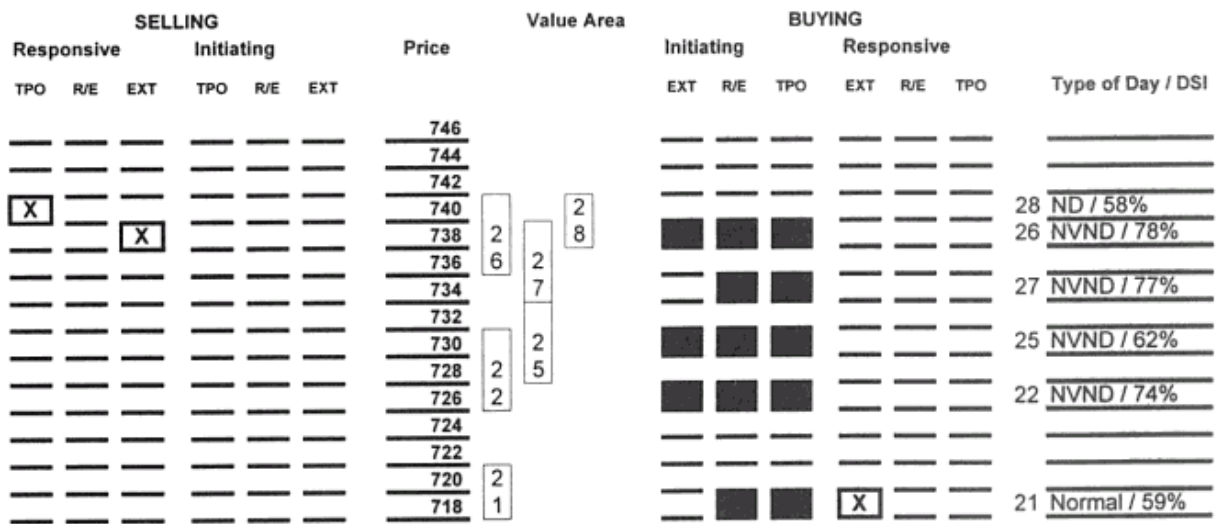 SELLING Value Area BUYING
Responsive Initiating Price Initiating Responsive
TPO R/E EXT TPO R/E EXT EXT R/E TPO EXT R/E TPO Type of Day / DSI
746
744
742
X 740 2 28 ND / 58%
X 738 2 8 26 NVND / 78%
736 6 2
734 7 27 NVND / 77%
732
730 2 25 NVND / 62%
728 2 5
726 2 22 NVND / 74%
724
722
720 2
718 1 X 21 Normal / 59%